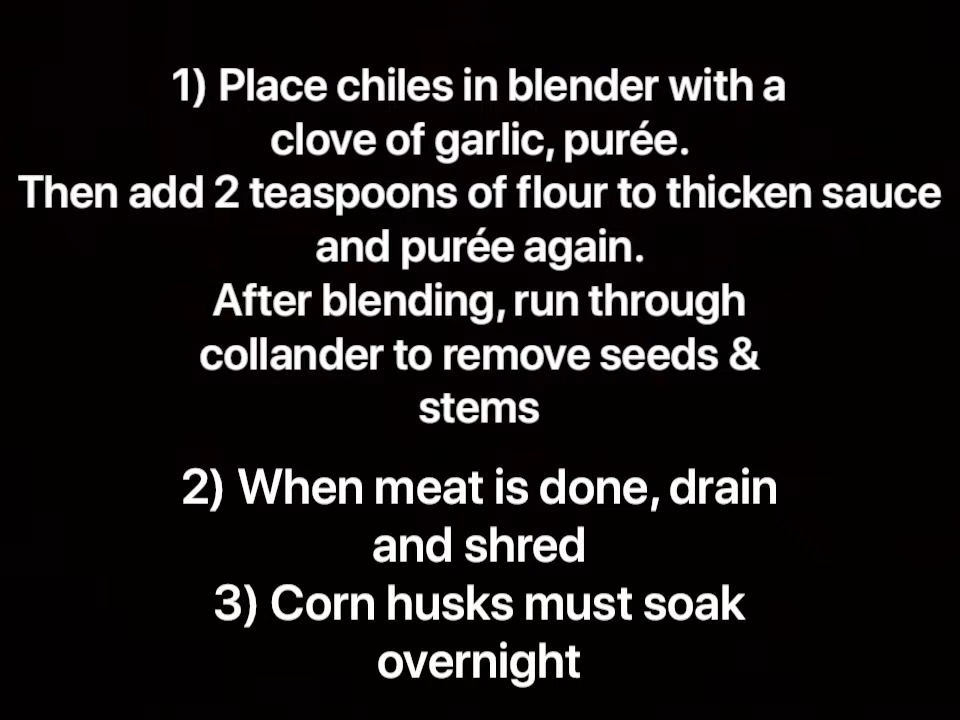 1) Place chiles in blender with a
clove of garlic, purée.
Then add 2 teaspoons of flour to thicken sauce
and purée again.
After blending, run through
collander to remove seeds &
stems
2) When meat is done, drain
and shred
3) Corn husks must soak
overnight